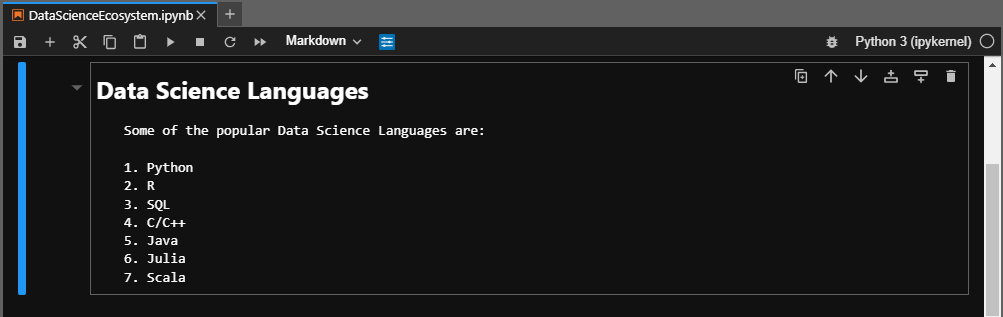 DataScienceEcosystem.ipynb
Markdown
Python 3 (ipykernel)
Data Science Languages
Some of the popular Data Science Languages are:
1. Python
2. R
3. SQL
4. C/C++
5. Java
6. Julia
7. Scala